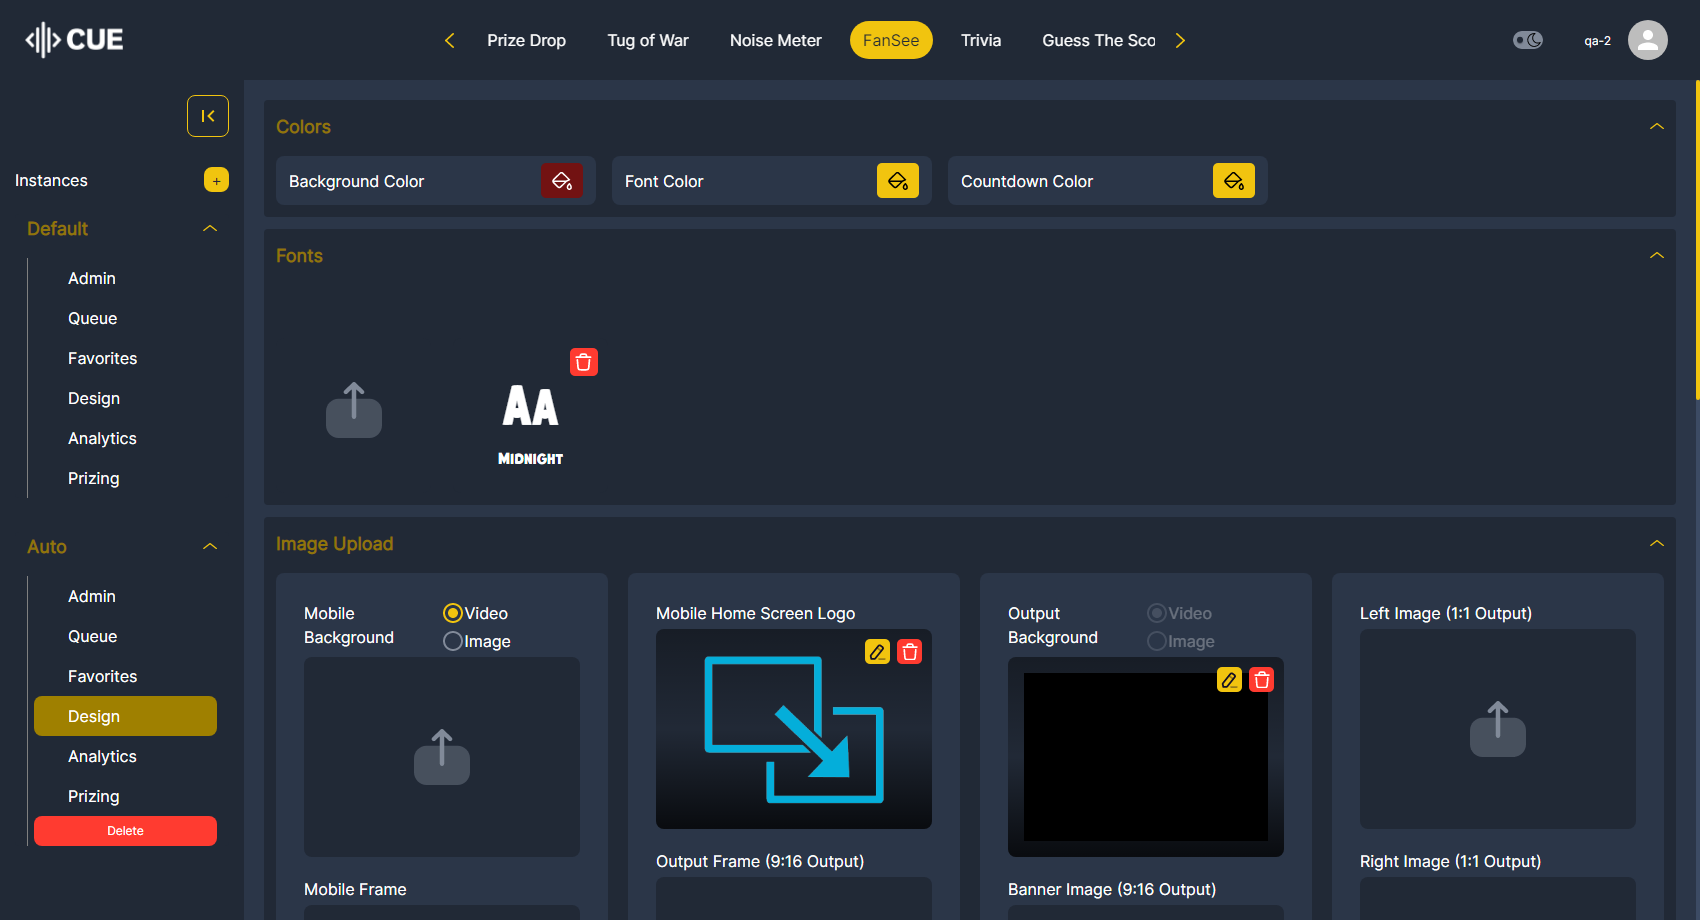 CUE
Prize Drop
Tug of War
Noise Meter
FanSee
Trivia
Guess The Sco
qa-2
Instances
+
Default
Admin
Queue
Favorites
Design
Analytics
Prizing
Auto
Admin
Queue
Favorites
Design
Analytics
Prizing
Delete
Colors
Background Color
Font Color
Countdown Color
Fonts
AA
MIDNIGHT
Image Upload
Mobile
Background
Video
Image
Mobile Home Screen Logo
Output
Background
Video
Image
Left Image (1:1 Output)
Mobile Frame
Output Frame (9:16 Output)
Banner Image (9:16 Output)
Right Image (1:1 Output)